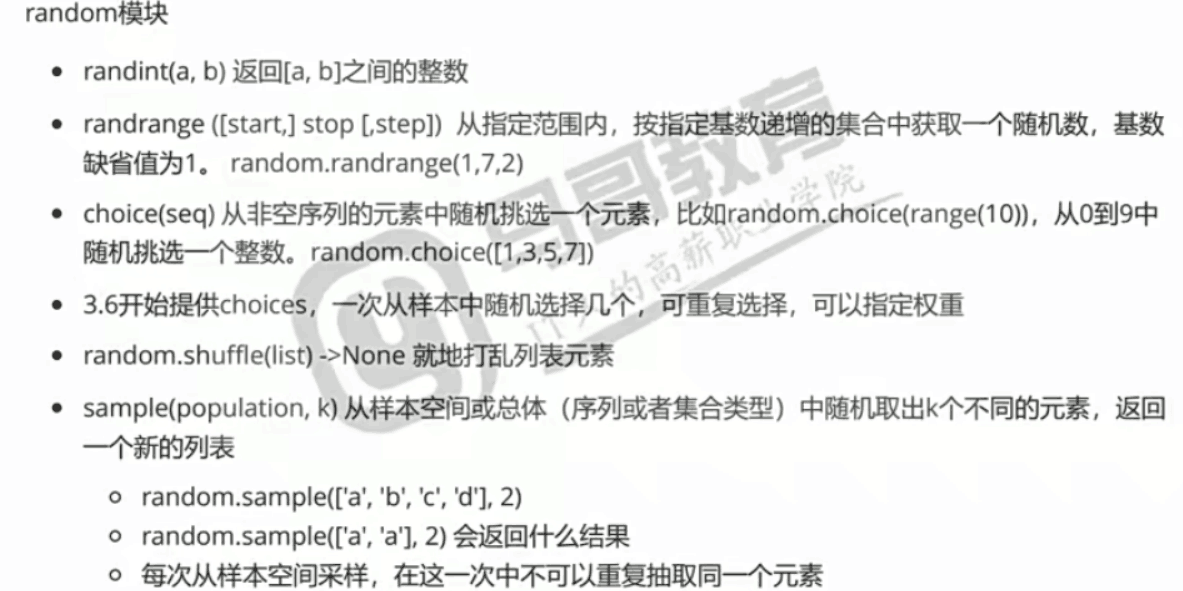 random模块
• randint(a, b) 返回[a, b]之间的整数
• randrange ([start,] stop [,step]) 从指定范围内，按指定基数递增的集合中获取一个随机数，基数
缺省值为1。 random.randrange(1,7,2)
• choice(seq) 从非空序列的元素中随机挑选一个元素，比如random.choice(range(10))，从0到9中
随机挑选一个整数。random.choice([1,3,5,7])
• 3.6开始提供choices，一次从样本中随机选择几个，可重复选择，可以指定权重
• random.shuffle(list) ->None 就地打乱列表元素
• sample(population, k) 从样本空间或总体（序列或者集合类型）中随机取出k个不同的元素，返回
一个新的列表
○ random.sample(['a', 'b', 'c', 'd'], 2)
○ random.sample(['a', 'a'], 2) 会返回什么结果
○ 每次从样本空间采样，在这一次中不可以重复抽取同一个元素
马哥教育
IT人的高薪职业学院